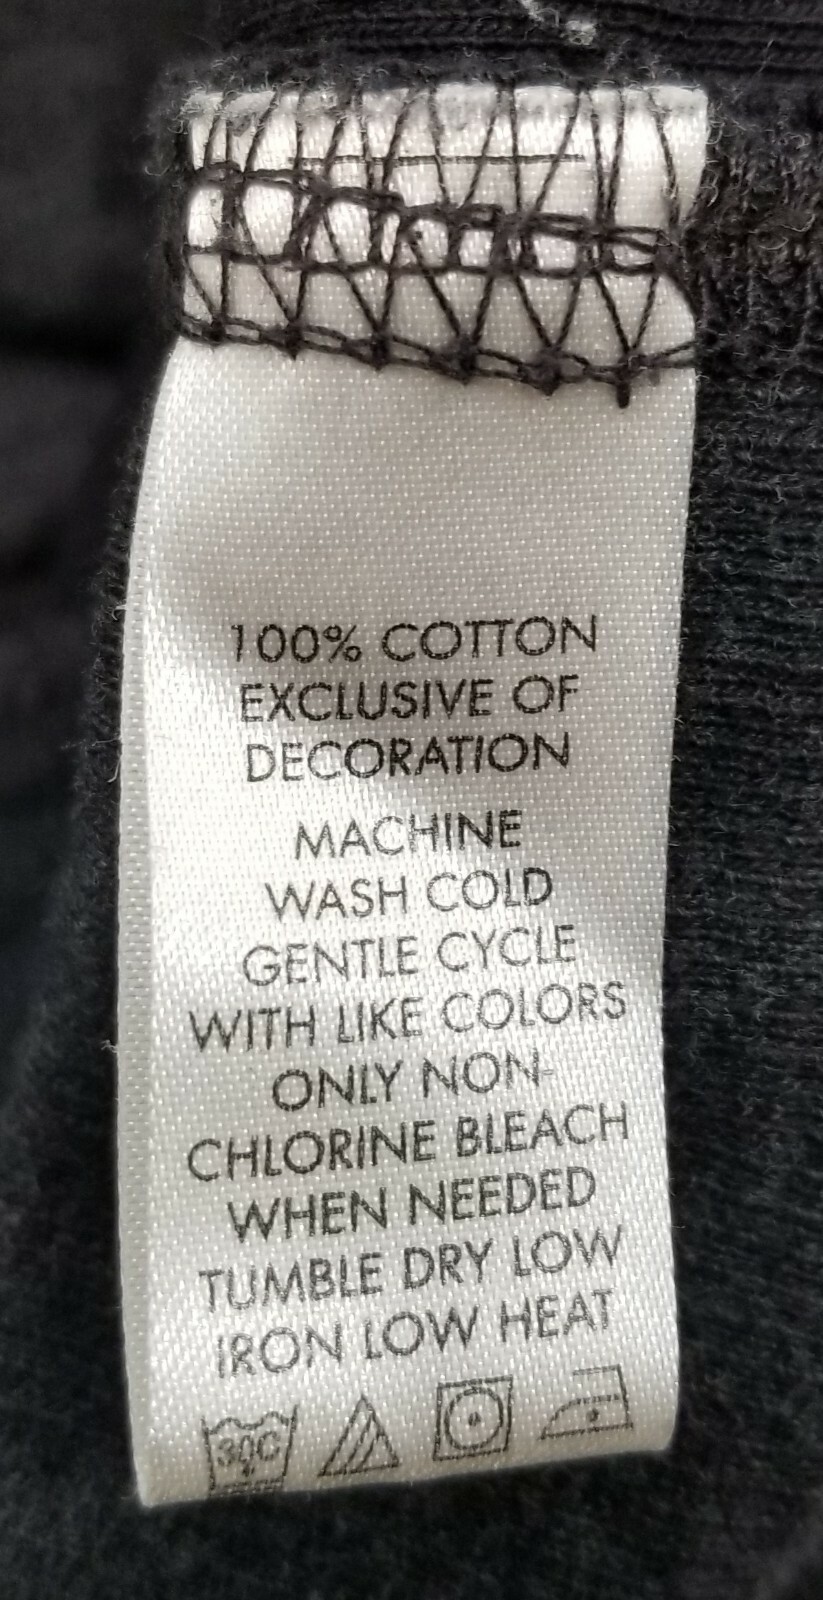 100% COTTON
EXCLUSIVE OF
DECORATION
MACHINE
WASH COLD
GENTLE CYCLE
WITH LIKE COLORS
ONLY NON-
CHLORINE BLEACH
WHEN NEEDED
TUMBLE DRY LOW
IRON LOW HEAT
30C